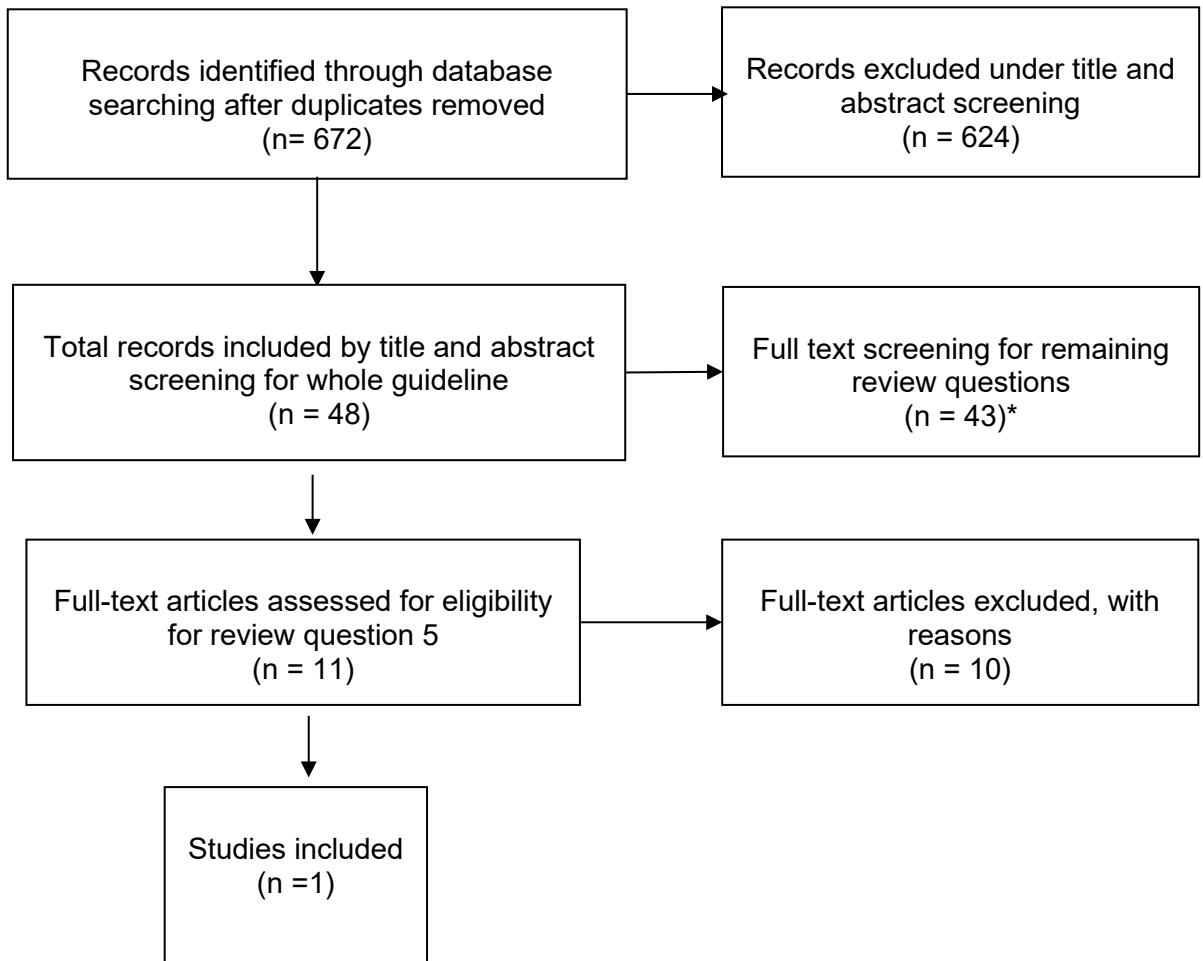 Records identified through database
searching after duplicates removed
(n= 672)
Records excluded under title and
abstract screening
(n = 624)
Total records included by title and abstract
screening for whole guideline
(n = 48)
Full text screening for remaining
review questions
(n = 43)*
Full-text articles assessed for eligibility
for review question 5
(n = 11)
Full-text articles excluded, with
reasons
(n = 10)
Studies included
(n =1)